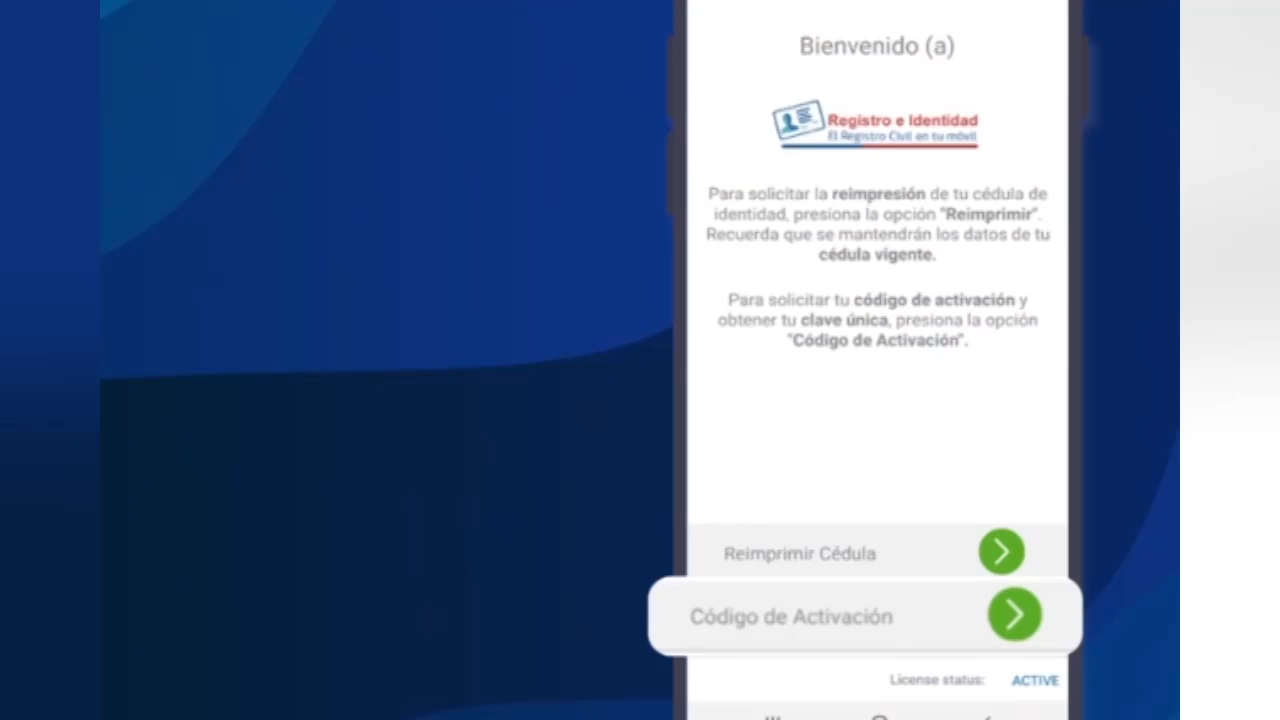 Bienvenido (a)
Registro e Identidad
El Registro Civil en tu móvil
Para solicitar la reimpresión de tu cédula de
identidad, presiona la opción "Reimprimir".
Recuerda que se mantendrán los datos de tu
cédula vigente.
Para solicitar tu código de activación y
obtener tu clave única, presiona la opción
"Código de Activación".
Reimprimir Cédula
Código de Activación
License status: ACTIVE